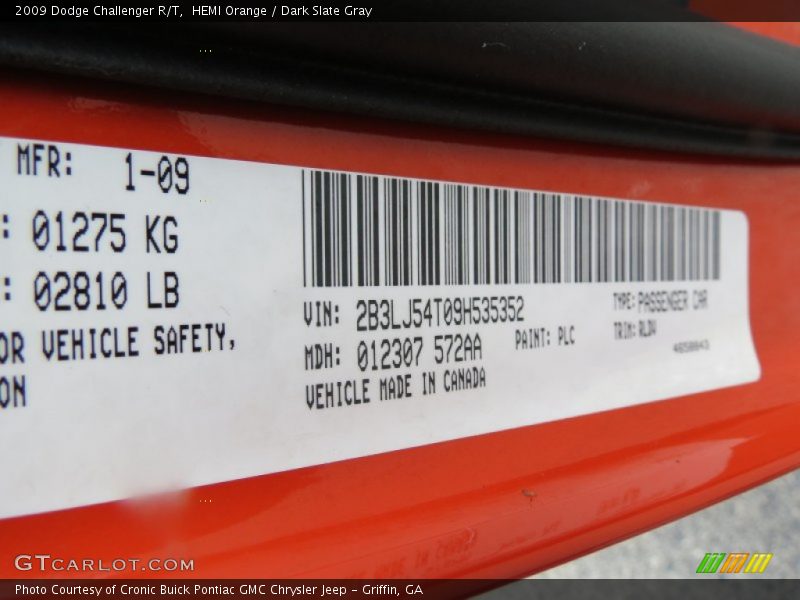 2009 Dodge Challenger R/T, HEMI Orange / Dark Slate Gray
MFR: 1-09
: 01275 KG
: 02810 LB
OR VEHICLE SAFETY,
ON
VIN: 2B3LJ54T09H535352
TYPE: PASSENGER CAR
MDH: 012307 572AA
PAINT: PLC
TRIM: RLDV
VEHICLE MADE IN CANADA
GTCARLOT.COM
Photo Courtesy of Cronic Buick Pontiac GMC Chrysler Jeep - Griffin, GA